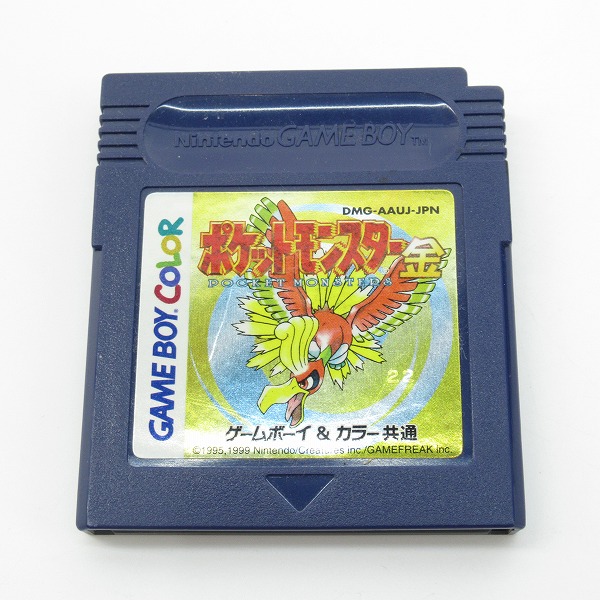 Nintendo GAME BOY TM
DMG-AAUJ-JPN
ポケットモンスター金
POCKET MONSTERS
GAME BOY COLOR
22
ゲームボーイ & カラー共通
©1995,1999 Nintendo/Creatures inc./GAMEFREAK inc.